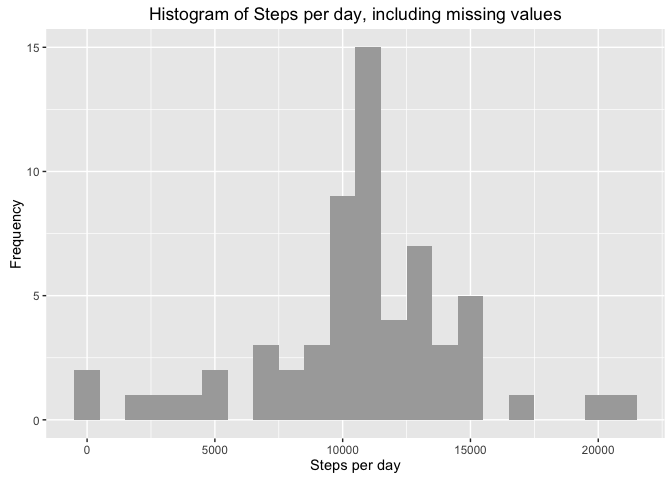 Histogram of Steps per day, including missing values
Frequency
15
10
5
0
0 5000 10000 15000 20000
Steps per day